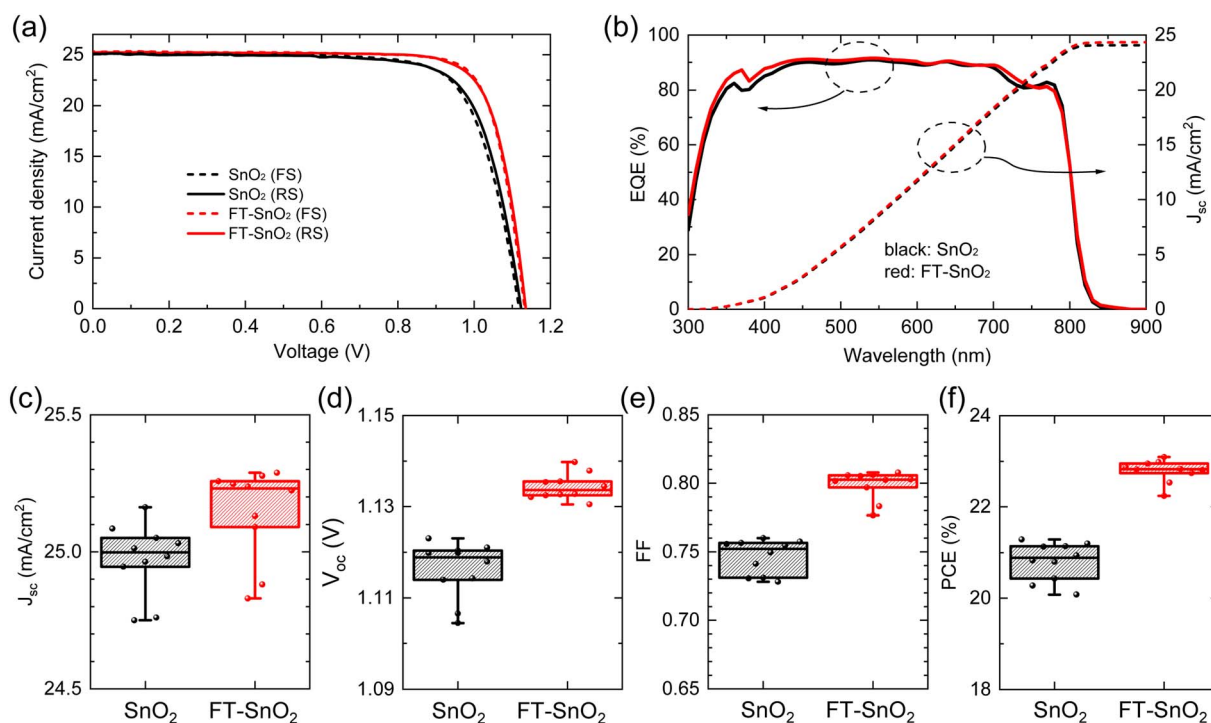 (a)
Current density (mA/cm²)
30
25
20
15
10
5
0
SnO₂ (FS)
SnO₂ (RS)
FT-SnO₂ (FS)
FT-SnO₂ (RS)
0.0 0.2 0.4 0.6 0.8 1.0 1.2
Voltage (V)
(b)
EQE (%)
100
80
60
40
20
0
black: SnO₂
red: FT-SnO₂
25
20
15
10
5
0
J_sc (mA/cm²)
300 400 500 600 700 800 900
Wavelength (nm)
(c)
J_sc (mA/cm²)
25.5
25.0
24.5
SnO₂ FT-SnO₂
(d)
V_oc (V)
1.15
1.13
1.11
1.09
SnO₂ FT-SnO₂
(e)
FF
0.85
0.80
0.75
0.70
0.65
SnO₂ FT-SnO₂
(f)
PCE (%)
24
22
20
18
SnO₂ FT-SnO₂